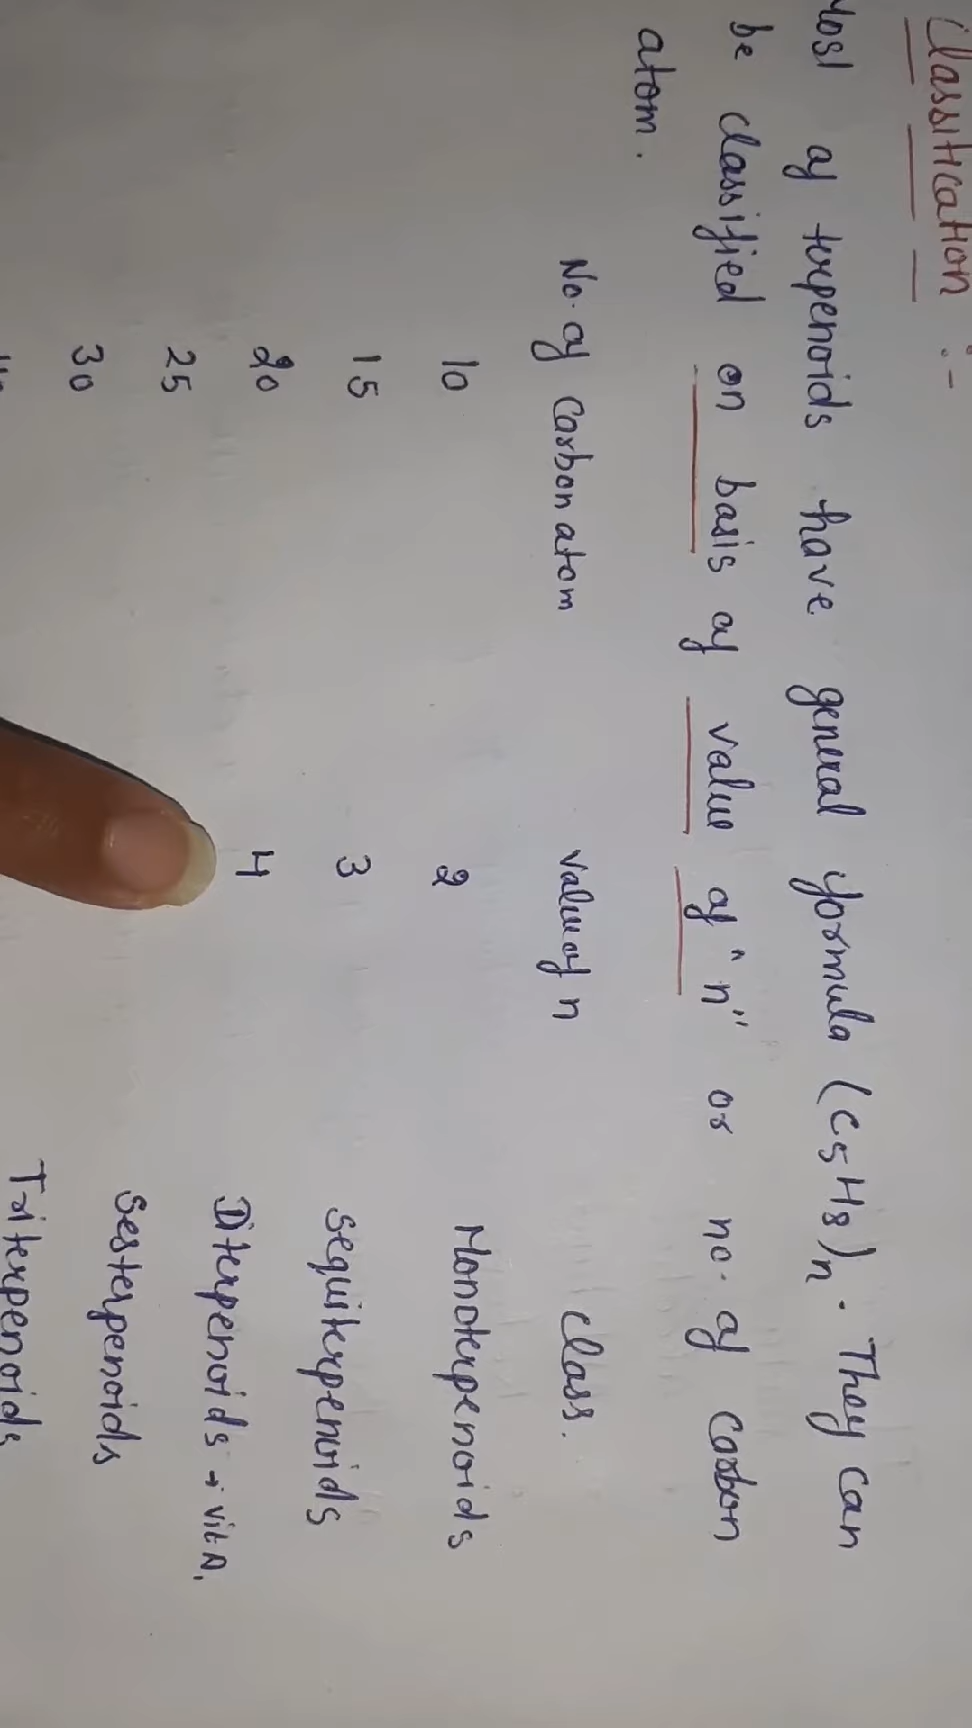 Classification :-
Most of terpenoids have general formula (C5H8)n. They can
be classified on basis of value of "n" or no. of carbon
atom.
No. of carbon atom value of n class.
10 2 Monoterpenoids
15 3 sequiterpenoids
20 4 Diterpenoids → vit A,
25 Sesterpenoids
30 Triterpenoids